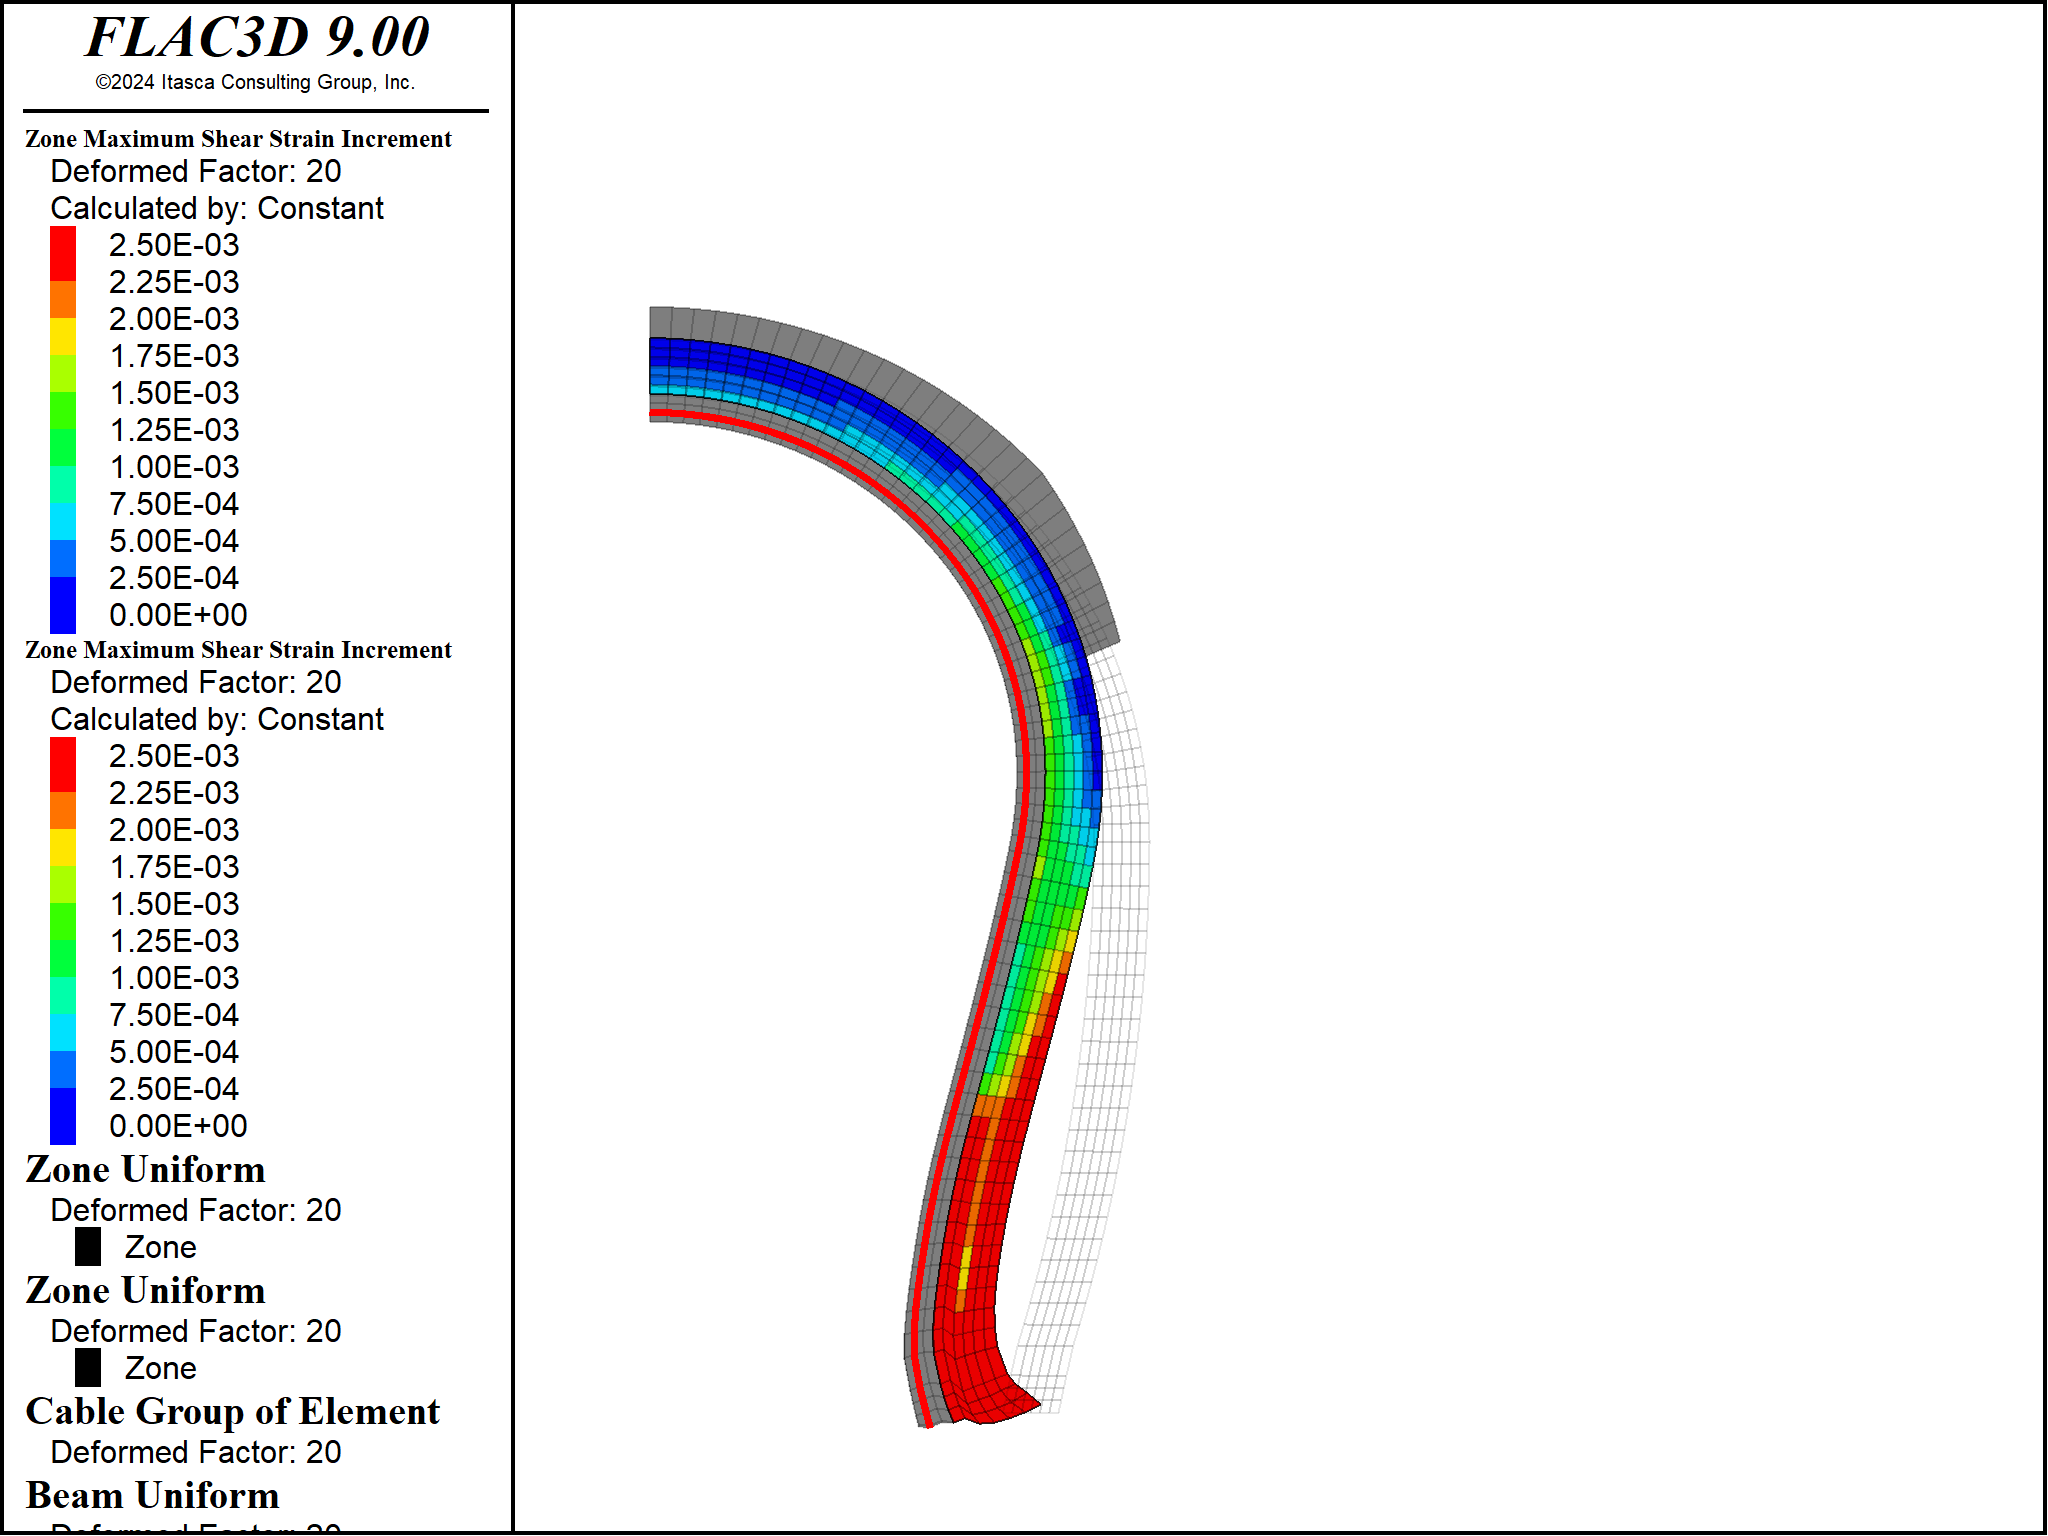 FLAC3D 9.00
©2024 Itasca Consulting Group, Inc.
Zone Maximum Shear Strain Increment
Deformed Factor: 20
Calculated by: Constant
2.50E-03
2.25E-03
2.00E-03
1.75E-03
1.50E-03
1.25E-03
1.00E-03
7.50E-04
5.00E-04
2.50E-04
0.00E+00
Zone Maximum Shear Strain Increment
Deformed Factor: 20
Calculated by: Constant
2.50E-03
2.25E-03
2.00E-03
1.75E-03
1.50E-03
1.25E-03
1.00E-03
7.50E-04
5.00E-04
2.50E-04
0.00E+00
Zone Uniform
Deformed Factor: 20
Zone
Zone Uniform
Deformed Factor: 20
Zone
Cable Group of Element
Deformed Factor: 20
Beam Uniform